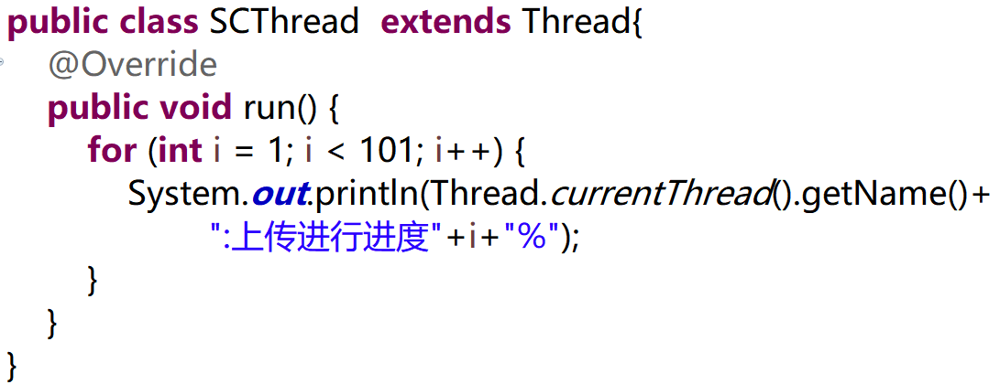 public class SCThread  extends Thread{
@Override
public void run() {
for (int i = 1; i < 101; i++) {
System.out.println(Thread.currentThread().getName()+
":上传进行进度"+i+"%");
}
}
}